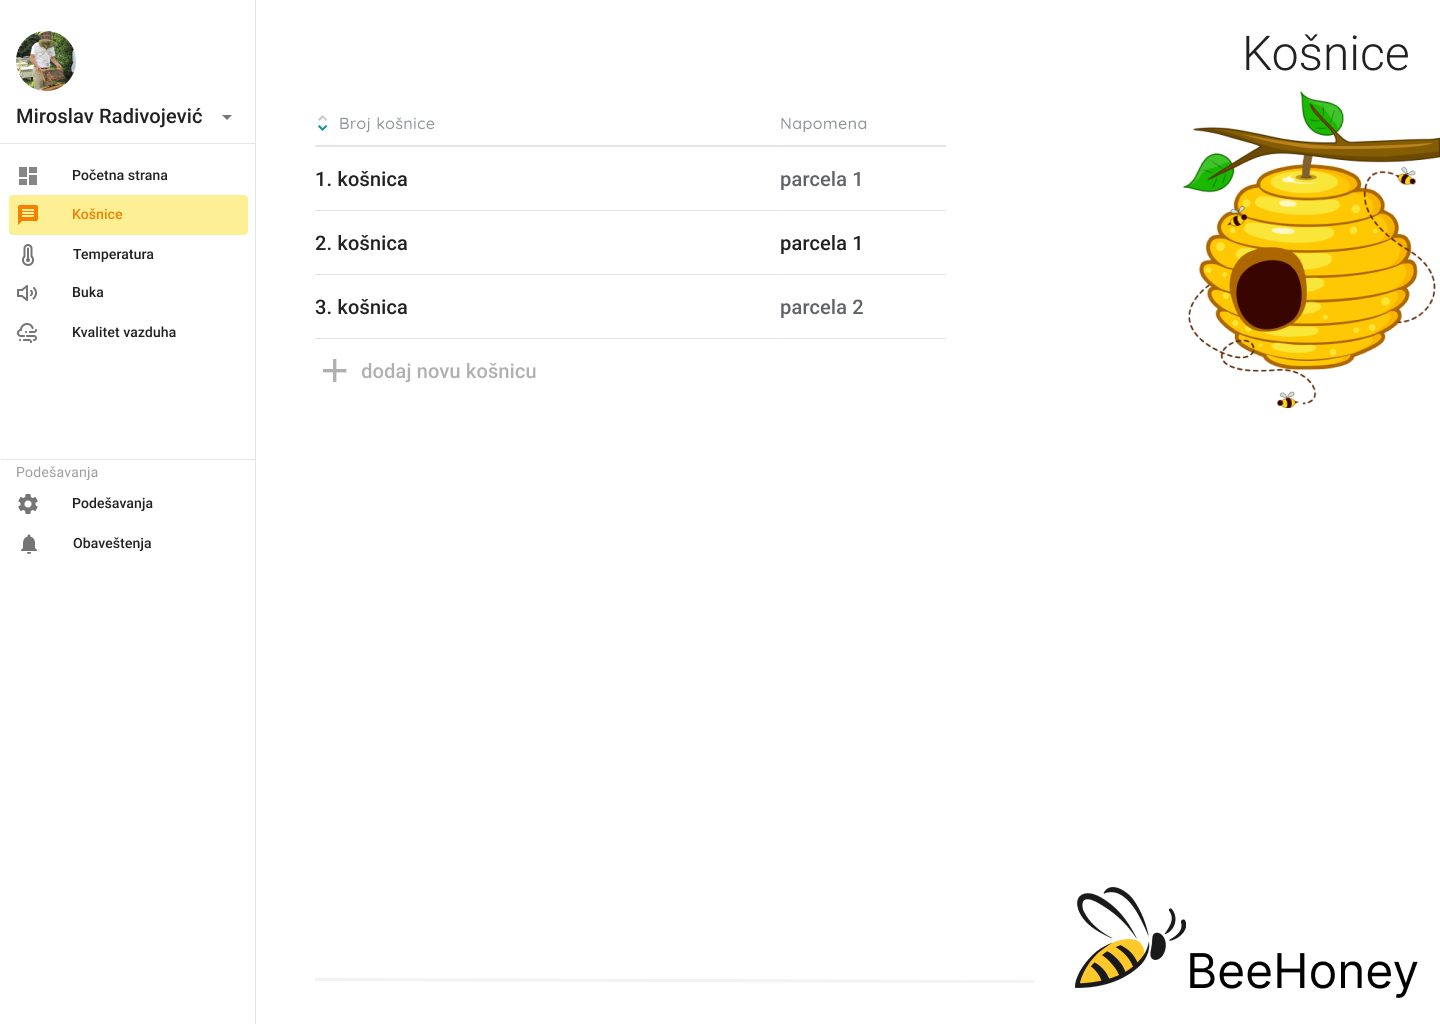 Miroslav Radivojević
Početna strana
Košnice
Temperatura
Buka
Kvalitet vazduha
Podešavanja
Podešavanja
Obaveštenja
Košnice
Broj košnice Napomena
1. košnica parcela 1
2. košnica parcela 1
3. košnica parcela 2
dodaj novu košnicu
BeeHoney